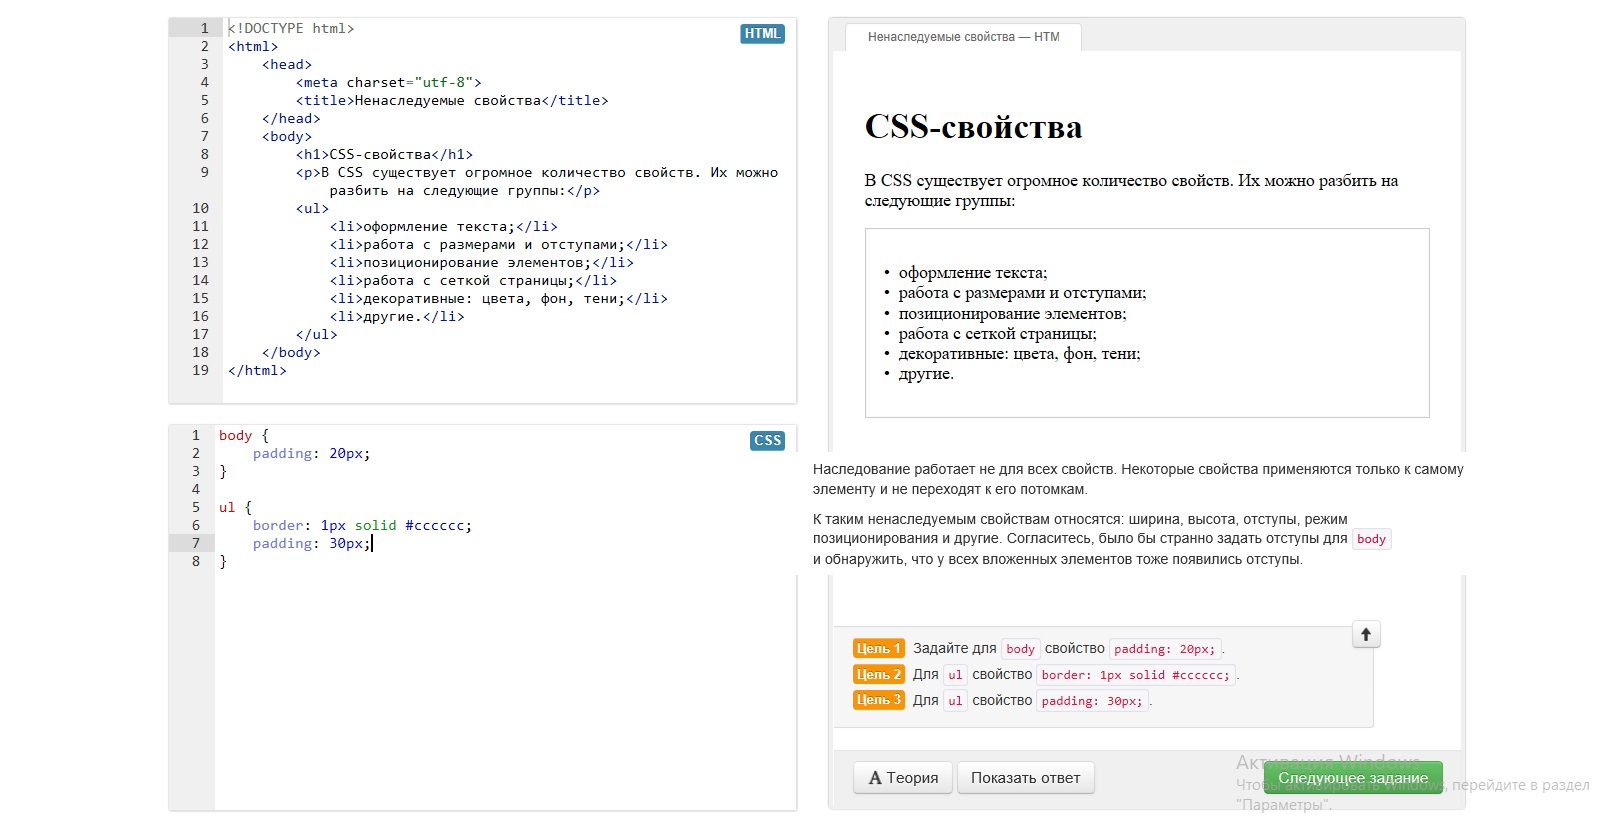 1 <!DOCTYPE html>
HTML
2 <html>
3 <head>
4 <meta charset="utf-8">
5 <title>Ненаследуемые свойства</title>
6 </head>
7 <body>
8 <h1>CSS-свойства</h1>
9 <p>В CSS существует огромное количество свойств. Их можно
разбить на следующие группы:</p>
10 <ul>
11 <li>оформление текста;</li>
12 <li>работа с размерами и отступами;</li>
13 <li>позиционирование элементов;</li>
14 <li>работа с сеткой страницы;</li>
15 <li>декоративные: цвета, фон, тени;</li>
16 <li>другие.</li>
17 </ul>
18 </body>
19 </html>
1 body {
CSS
2 padding: 20px;
3 }
4
5 ul {
6 border: 1px solid #cccccc;
7 padding: 30px;
8 }
Ненаследуемые свойства — HTM
CSS-свойства
В CSS существует огромное количество свойств. Их можно разбить на
следующие группы:
• оформление текста;
• работа с размерами и отступами;
• позиционирование элементов;
• работа с сеткой страницы;
• декоративные: цвета, фон, тени;
• другие.
Наследование работает не для всех свойств. Некоторые свойства применяются только к самому
элементу и не переходят к его потомкам.
К таким ненаследуемым свойствам относятся: ширина, высота, отступы, режим
позиционирования и другие. Согласитесь, было бы странно задать отступы для body
и обнаружить, что у всех вложенных элементов тоже появились отступы.
Цель 1 Задайте для body свойство padding: 20px; .
Цель 2 Для ul свойство border: 1px solid #cccccc; .
Цель 3 Для ul свойство padding: 30px; .
A Теория
Показать ответ
Следующее задание
Активация Windows
Чтобы активировать Windows, перейдите в раздел
"Параметры".